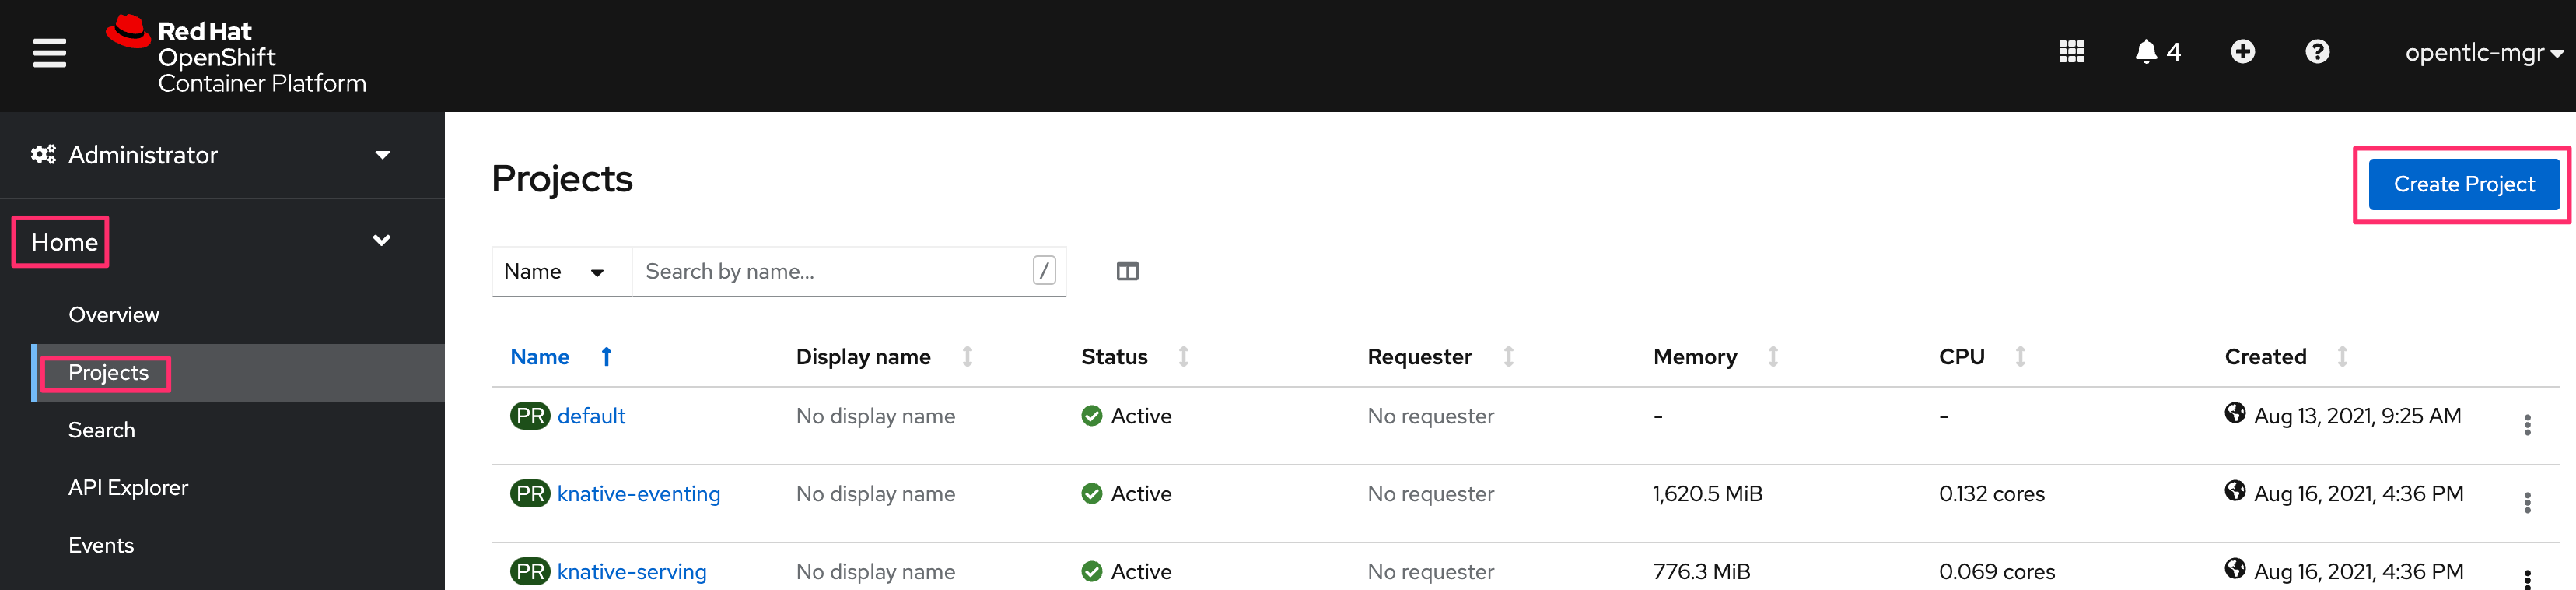 Red Hat
OpenShift
Container Platform
4
opentlc-mgr
Administrator
Home
Overview
Projects
Search
API Explorer
Events
Projects
Create Project
Name Search by name... /
Name Display name Status Requester Memory CPU Created
PR default No display name Active No requester - - Aug 13, 2021, 9:25 AM
PR knative-eventing No display name Active No requester 1,620.5 MiB 0.132 cores Aug 16, 2021, 4:36 PM
PR knative-serving No display name Active No requester 776.3 MiB 0.069 cores Aug 16, 2021, 4:36 PM